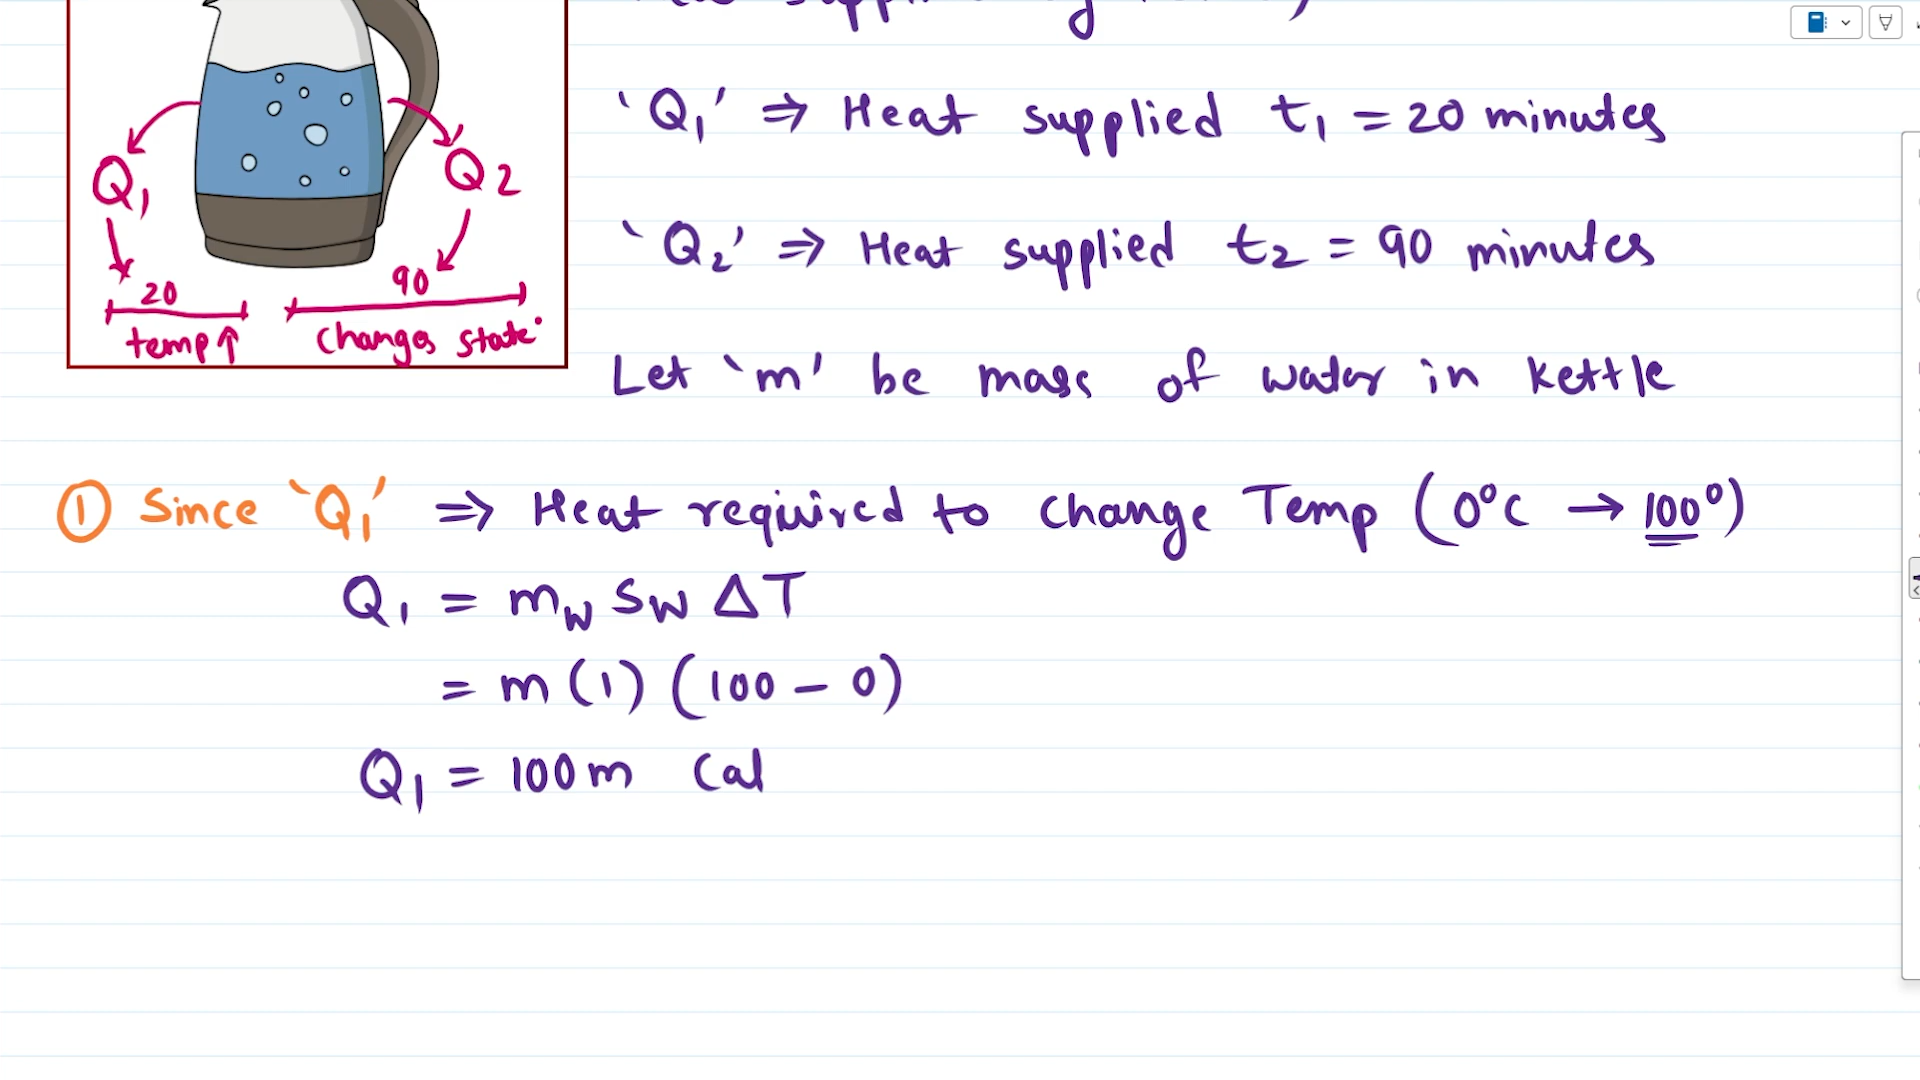 'Q₁' ⇒ Heat supplied t₁ = 20 minutes
Q₁
Q₂
'Q₂' ⇒ Heat supplied t₂ = 90 minutes
20
90
temp↑
Changes state
Let 'm' be mass of water in kettle
① Since 'Q₁' ⇒ Heat required to change Temp (0°C → 100°)
Q₁ = m_w s_w ΔT
= m(1) (100 – 0)
Q₁ = 100m Cal